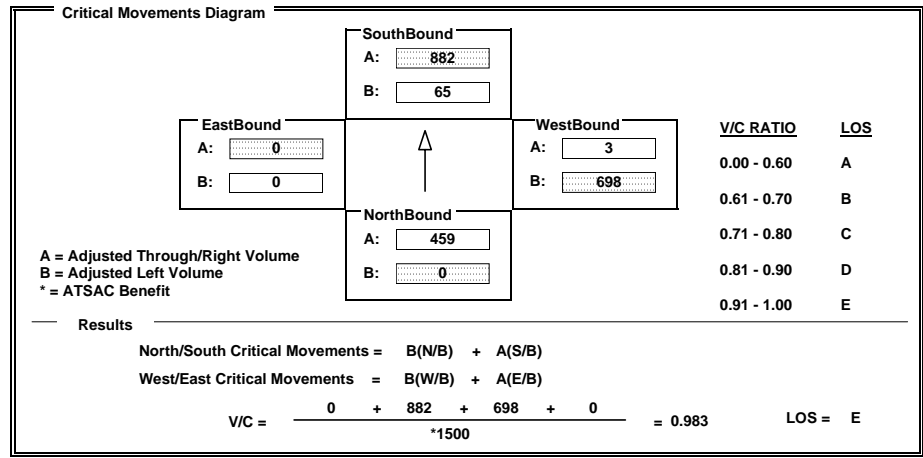 Critical Movements Diagram
SouthBound
A: 882
B: 65
EastBound
A: 0
B: 0
WestBound
A: 3
B: 698
NorthBound
A: 459
B: 0
V/C RATIO LOS
0.00 - 0.60 A
0.61 - 0.70 B
0.71 - 0.80 C
0.81 - 0.90 D
0.91 - 1.00 E
A = Adjusted Through/Right Volume
B = Adjusted Left Volume
* = ATSAC Benefit
Results
North/South Critical Movements = B(N/B) + A(S/B)
West/East Critical Movements = B(W/B) + A(E/B)
V/C = 0 + 882 + 698 + 0 = 0.983 LOS = E
*1500